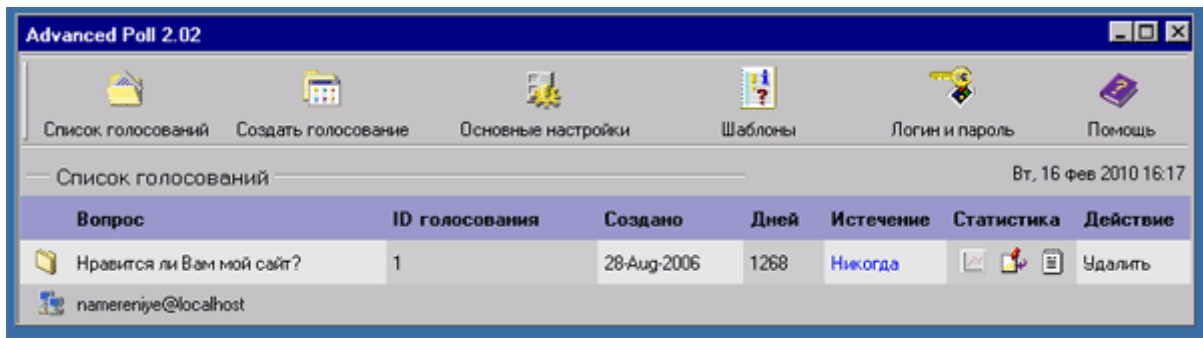 Advanced Poll 2.02
Список голосований Создать голосование Основные настройки Шаблоны Логин и пароль Помощь
Список голосований Вт, 16 фев 2010 16:17
Вопрос ID голосования Создано Дней Истечение Статистика Действие
Нравится ли Вам мой сайт? 1 28-Aug-2006 1268 Никогда Удалить
namereniye@localhost